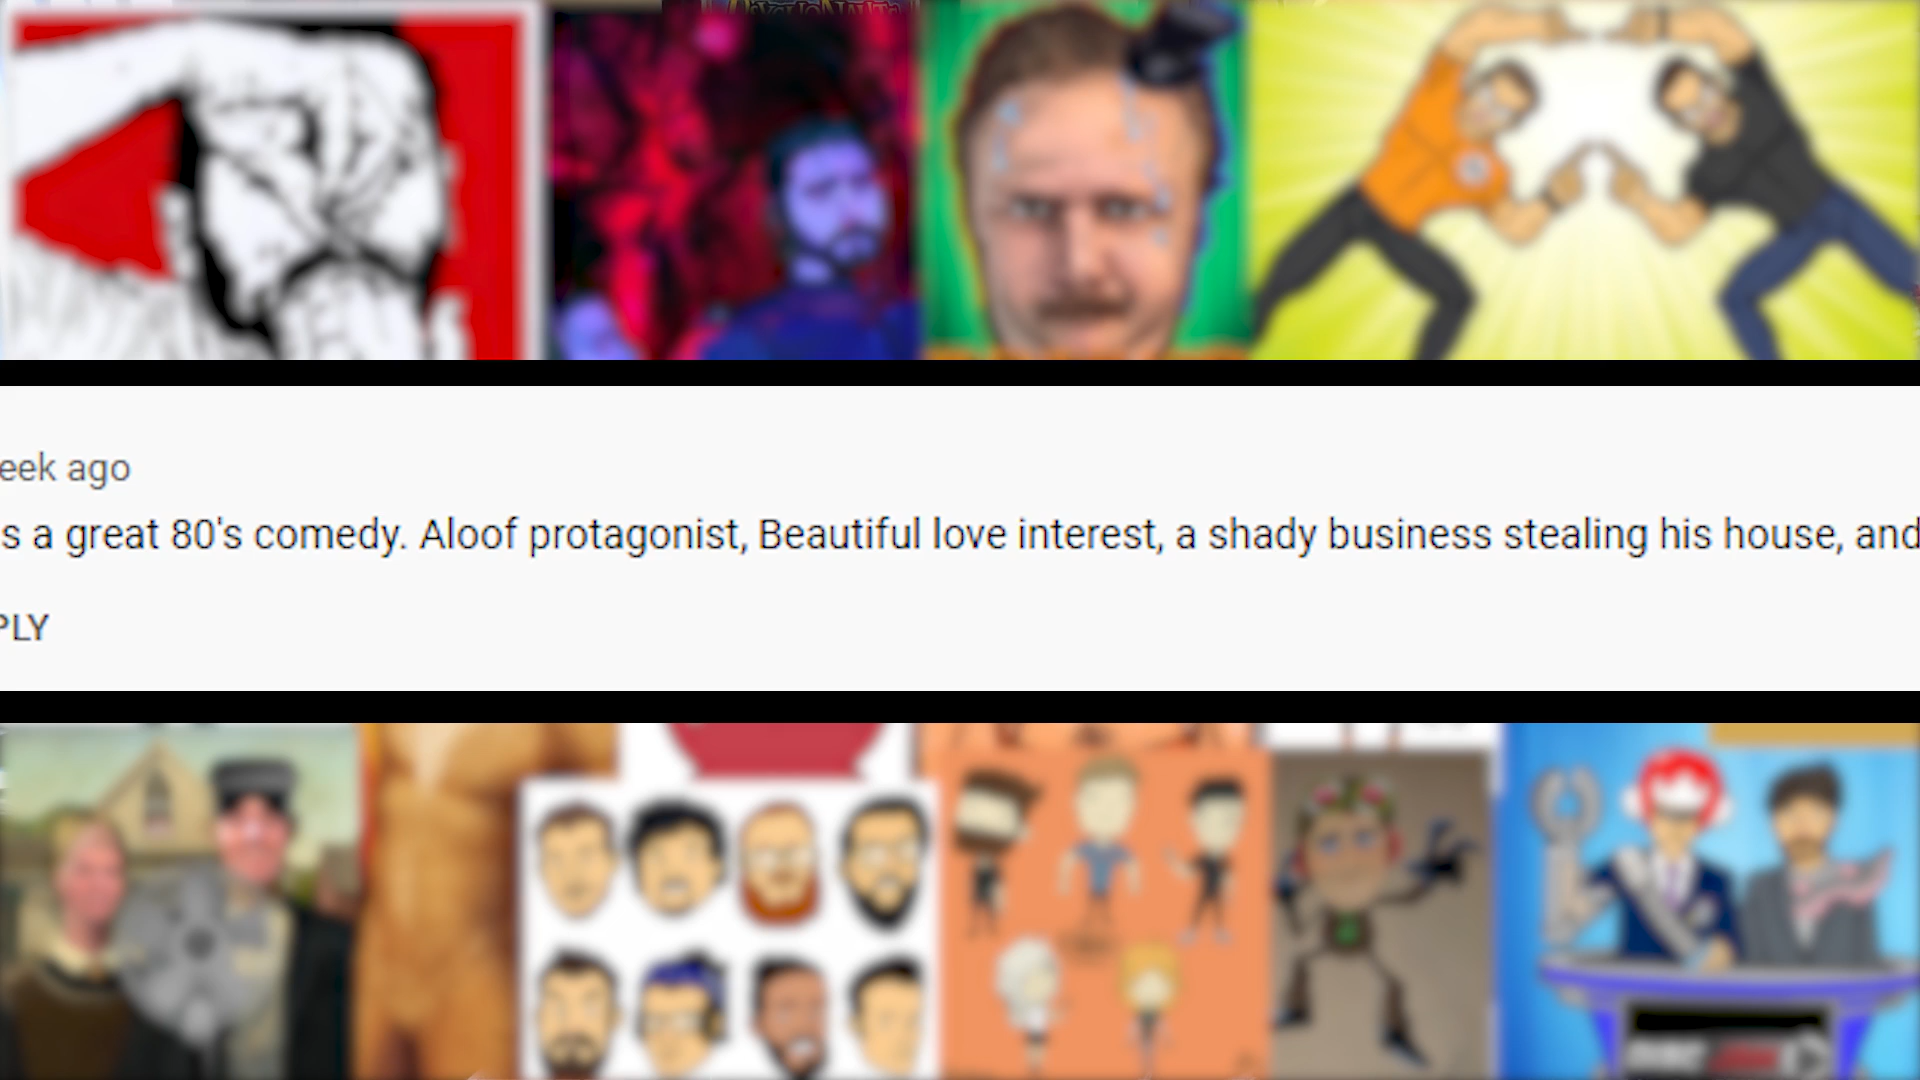 eek ago
s a great 80's comedy. Aloof protagonist, Beautiful love interest, a shady business stealing his house, and
PLY